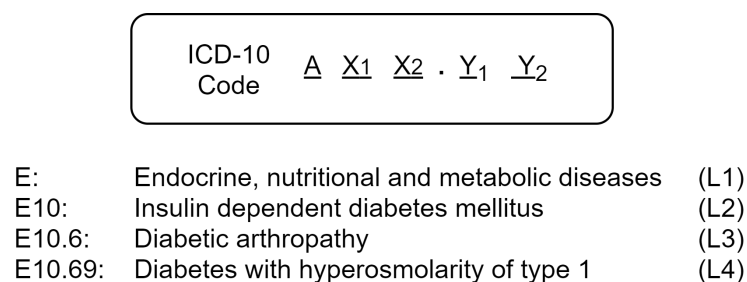 ICD-10
Code
A X1 X2 . Y1 Y2
E: Endocrine, nutritional and metabolic diseases (L1)
E10: Insulin dependent diabetes mellitus (L2)
E10.6: Diabetic arthropathy (L3)
E10.69: Diabetes with hyperosmolarity of type 1 (L4)